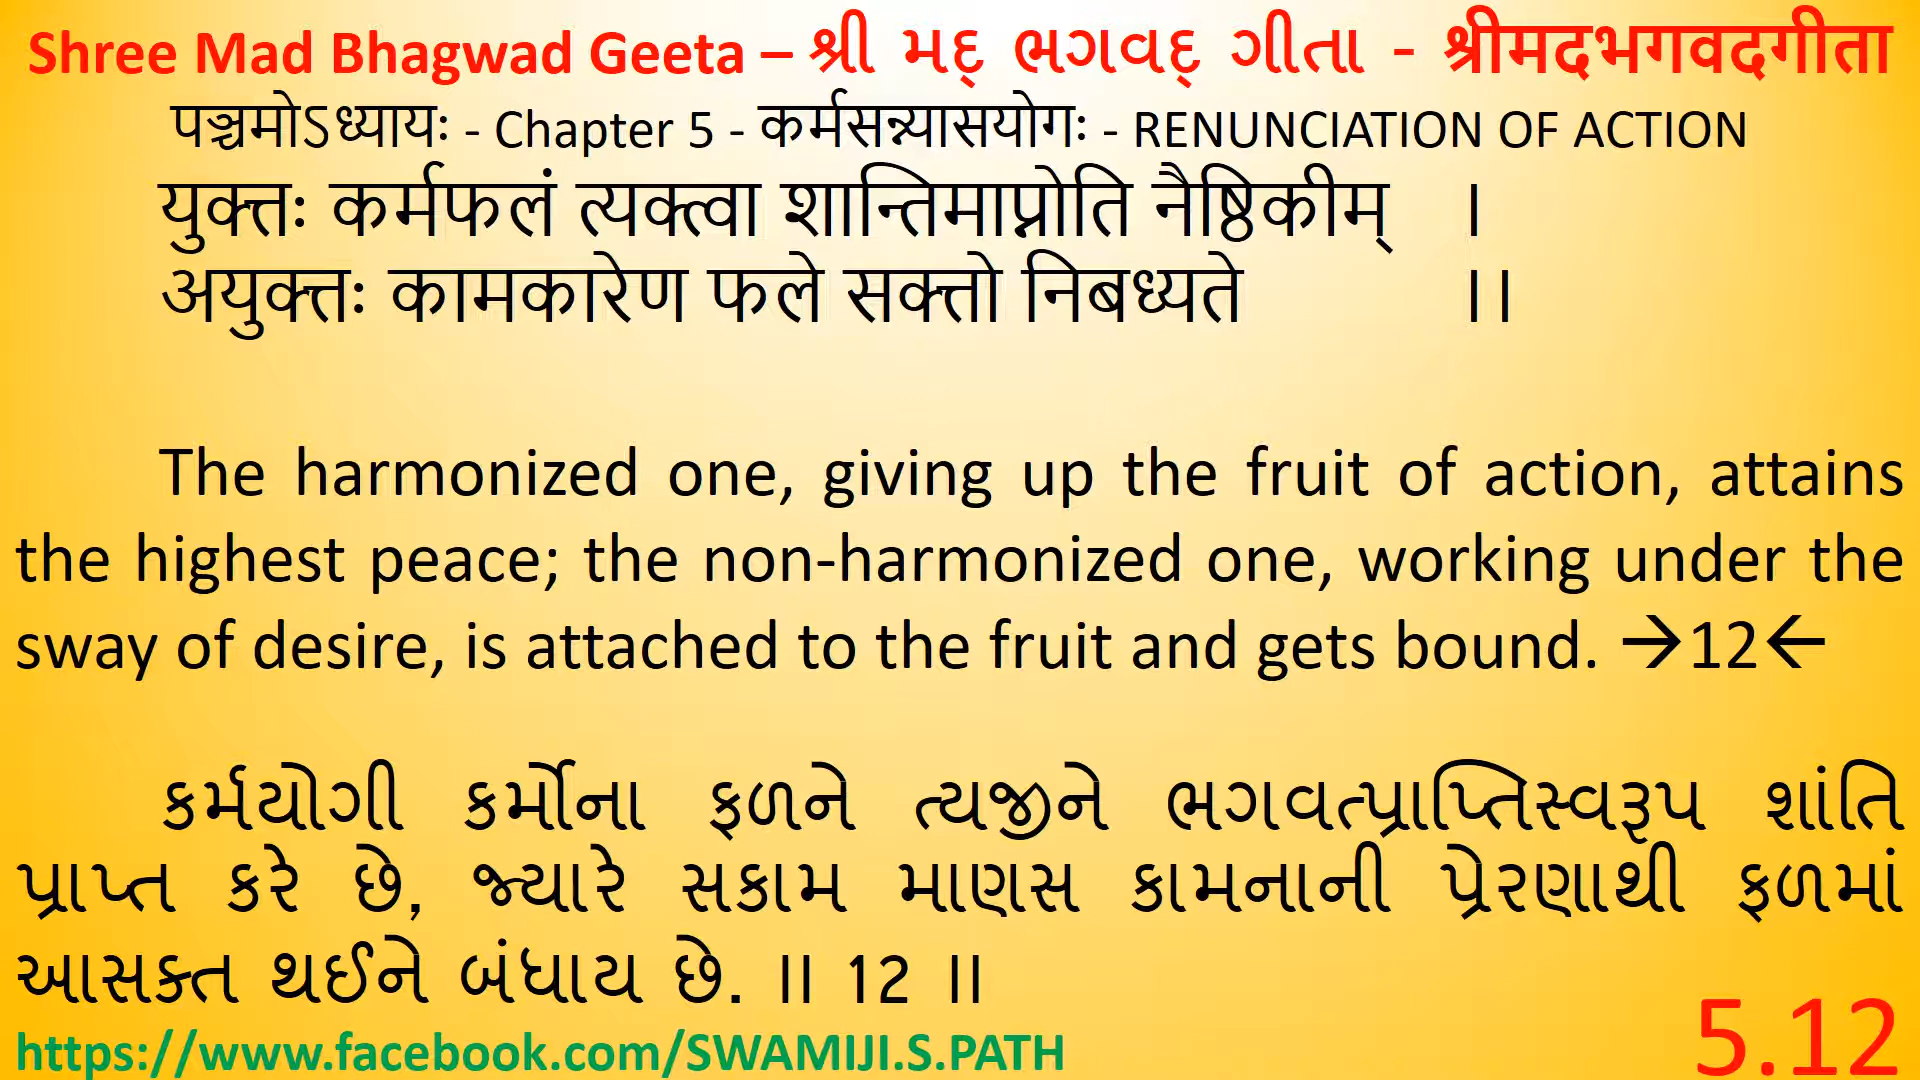 Shree Mad Bhagwad Geeta – શ્રી મદ્ ભગવદ્ ગીતા - श्रीमदभगवदगीता
पञ्चमोऽध्यायः - Chapter 5 - कर्मसन्न्यासयोगः - RENUNCIATION OF ACTION
युक्तः कर्मफलं त्यक्त्वा शान्तिमाप्नोति नैष्ठिकीम् ।
अयुक्तः कामकारेण फले सक्तो निबध्यते ।।
The harmonized one, giving up the fruit of action, attains
the highest peace; the non-harmonized one, working under the
sway of desire, is attached to the fruit and gets bound. →12←
કર્મયોગી કર્મોના ફળને ત્યજીને ભગવત્પ્રાપ્તિસ્વરૂપ શાંતિ
પ્રાપ્ત કરે છે, જ્યારે સકામ માણસ કામનાની પ્રેરણાથી ફળમાં
આસક્ત થઈને બંધાય છે. ।। 12 ।।
https://www.facebook.com/SWAMIJI.S.PATH
5.12